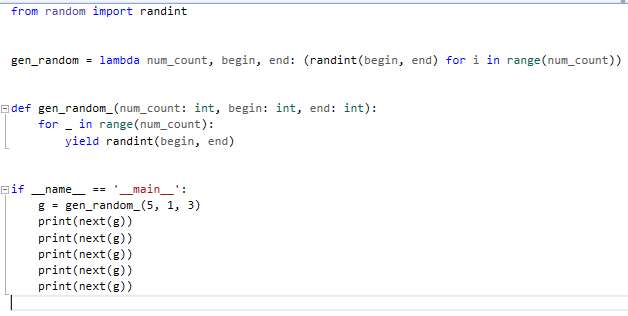 from random import randint
gen_random = lambda num_count, begin, end: (randint(begin, end) for i in range(num_count))
def gen_random_(num_count: int, begin: int, end: int):
    for _ in range(num_count):
        yield randint(begin, end)
if __name__ == '__main__':
    g = gen_random_(5, 1, 3)
    print(next(g))
    print(next(g))
    print(next(g))
    print(next(g))
    print(next(g))